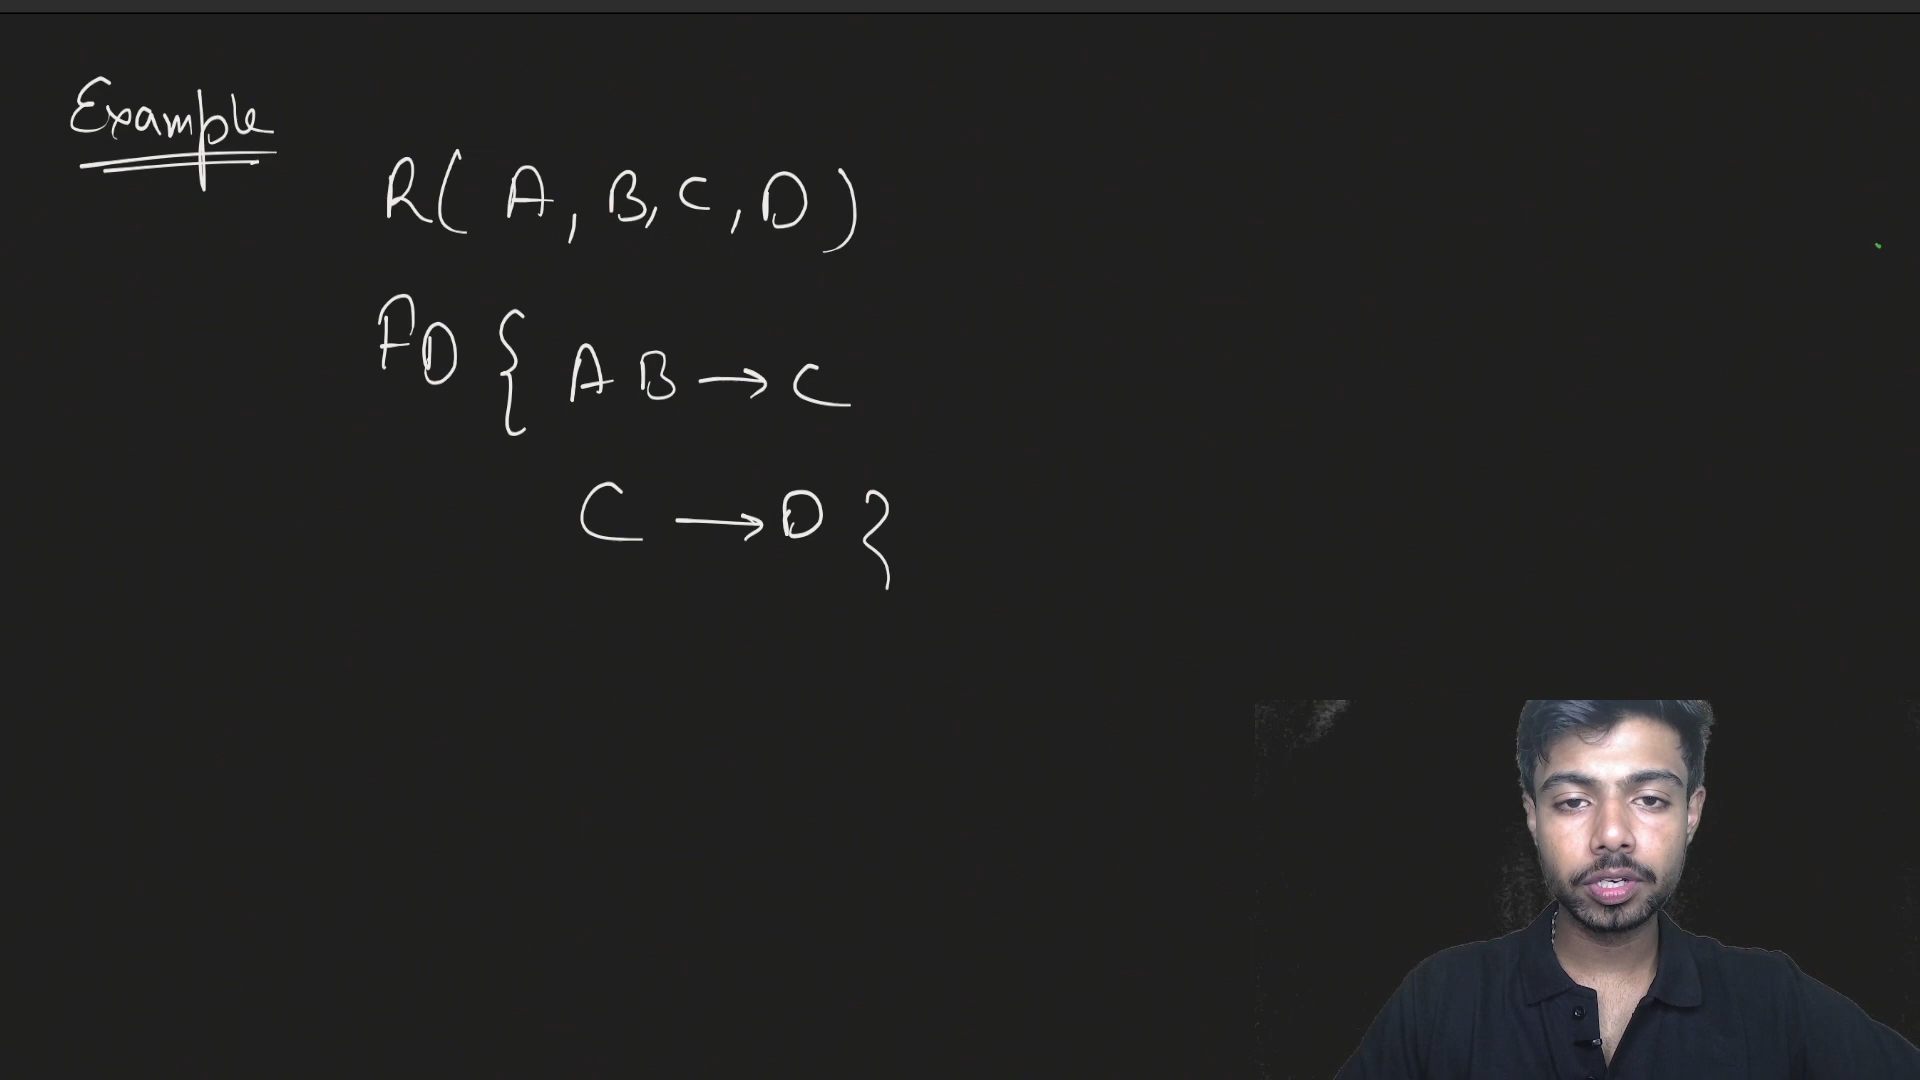 Example
R( A, B, C, D )
FD { AB → C
C → D }